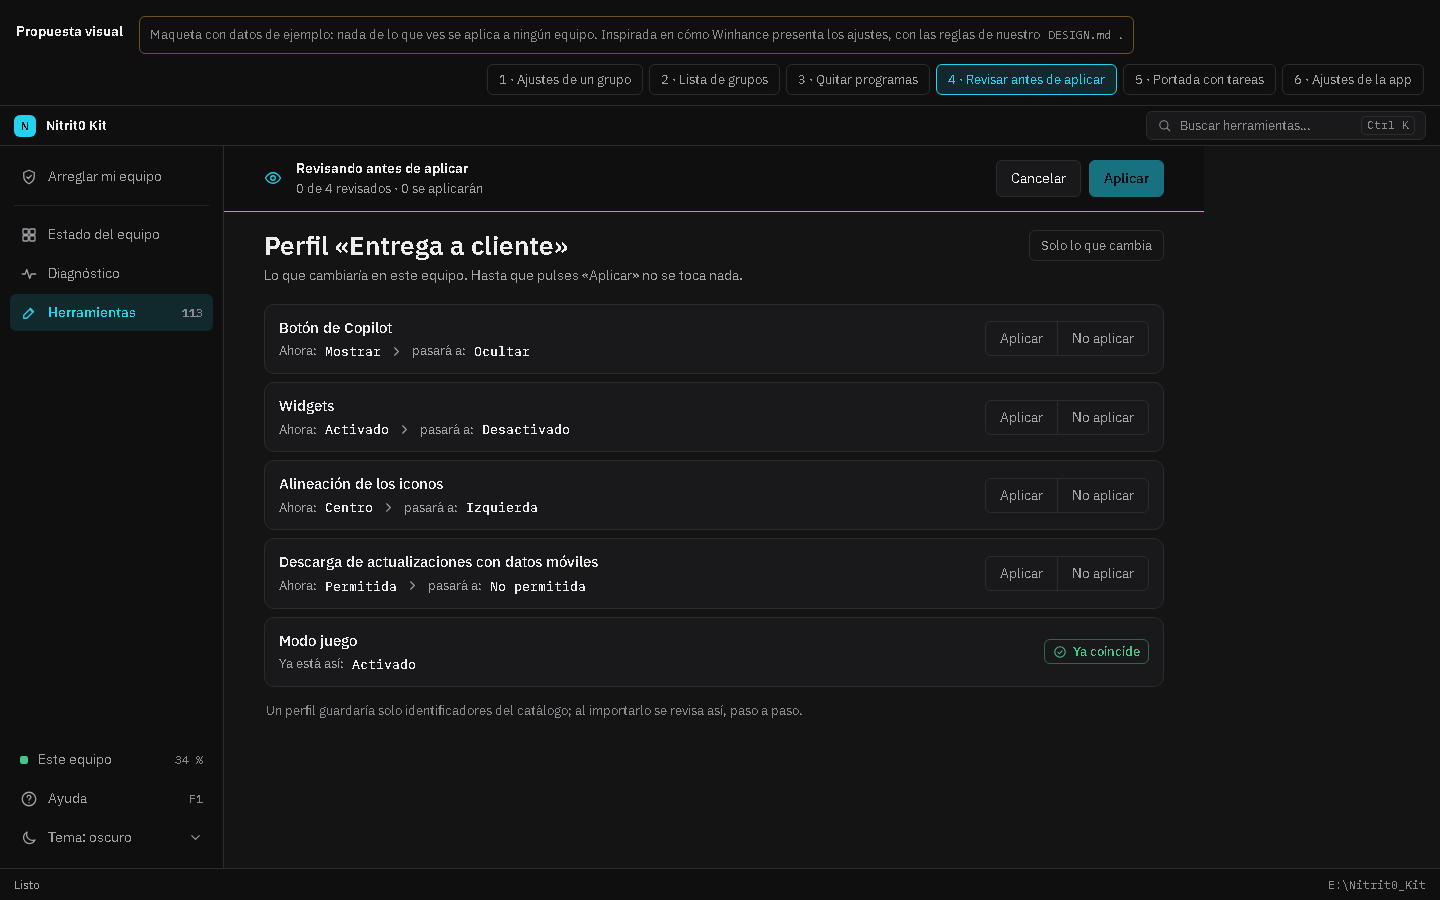 Propuesta visual
Maqueta con datos de ejemplo: nada de lo que ves se aplica a ningún equipo. Inspirada en cómo Winhance presenta los ajustes, con las reglas de nuestro DESIGN.md .
1 · Ajustes de un grupo
2 · Lista de grupos
3 · Quitar programas
4 · Revisar antes de aplicar
5 · Portada con tareas
6 · Ajustes de la app
N
Nitrit0 Kit
Buscar herramientas...
Ctrl K
Arreglar mi equipo
Estado del equipo
Diagnóstico
Herramientas
113
Revisando antes de aplicar
0 de 4 revisados · 0 se aplicarán
Cancelar
Aplicar
Perfil «Entrega a cliente»
Solo lo que cambia
Lo que cambiaría en este equipo. Hasta que pulses «Aplicar» no se toca nada.
Botón de Copilot
Ahora: Mostrar > pasará a: Ocultar
Aplicar
No aplicar
Widgets
Ahora: Activado > pasará a: Desactivado
Aplicar
No aplicar
Alineación de los iconos
Ahora: Centro > pasará a: Izquierda
Aplicar
No aplicar
Descarga de actualizaciones con datos móviles
Ahora: Permitida > pasará a: No permitida
Aplicar
No aplicar
Modo juego
Ya está así: Activado
Ya coincide
Un perfil guardaría solo identificadores del catálogo; al importarlo se revisa así, paso a paso.
Este equipo
34 %
Ayuda
F1
Tema: oscuro
Listo
E:\Nitrit0_Kit